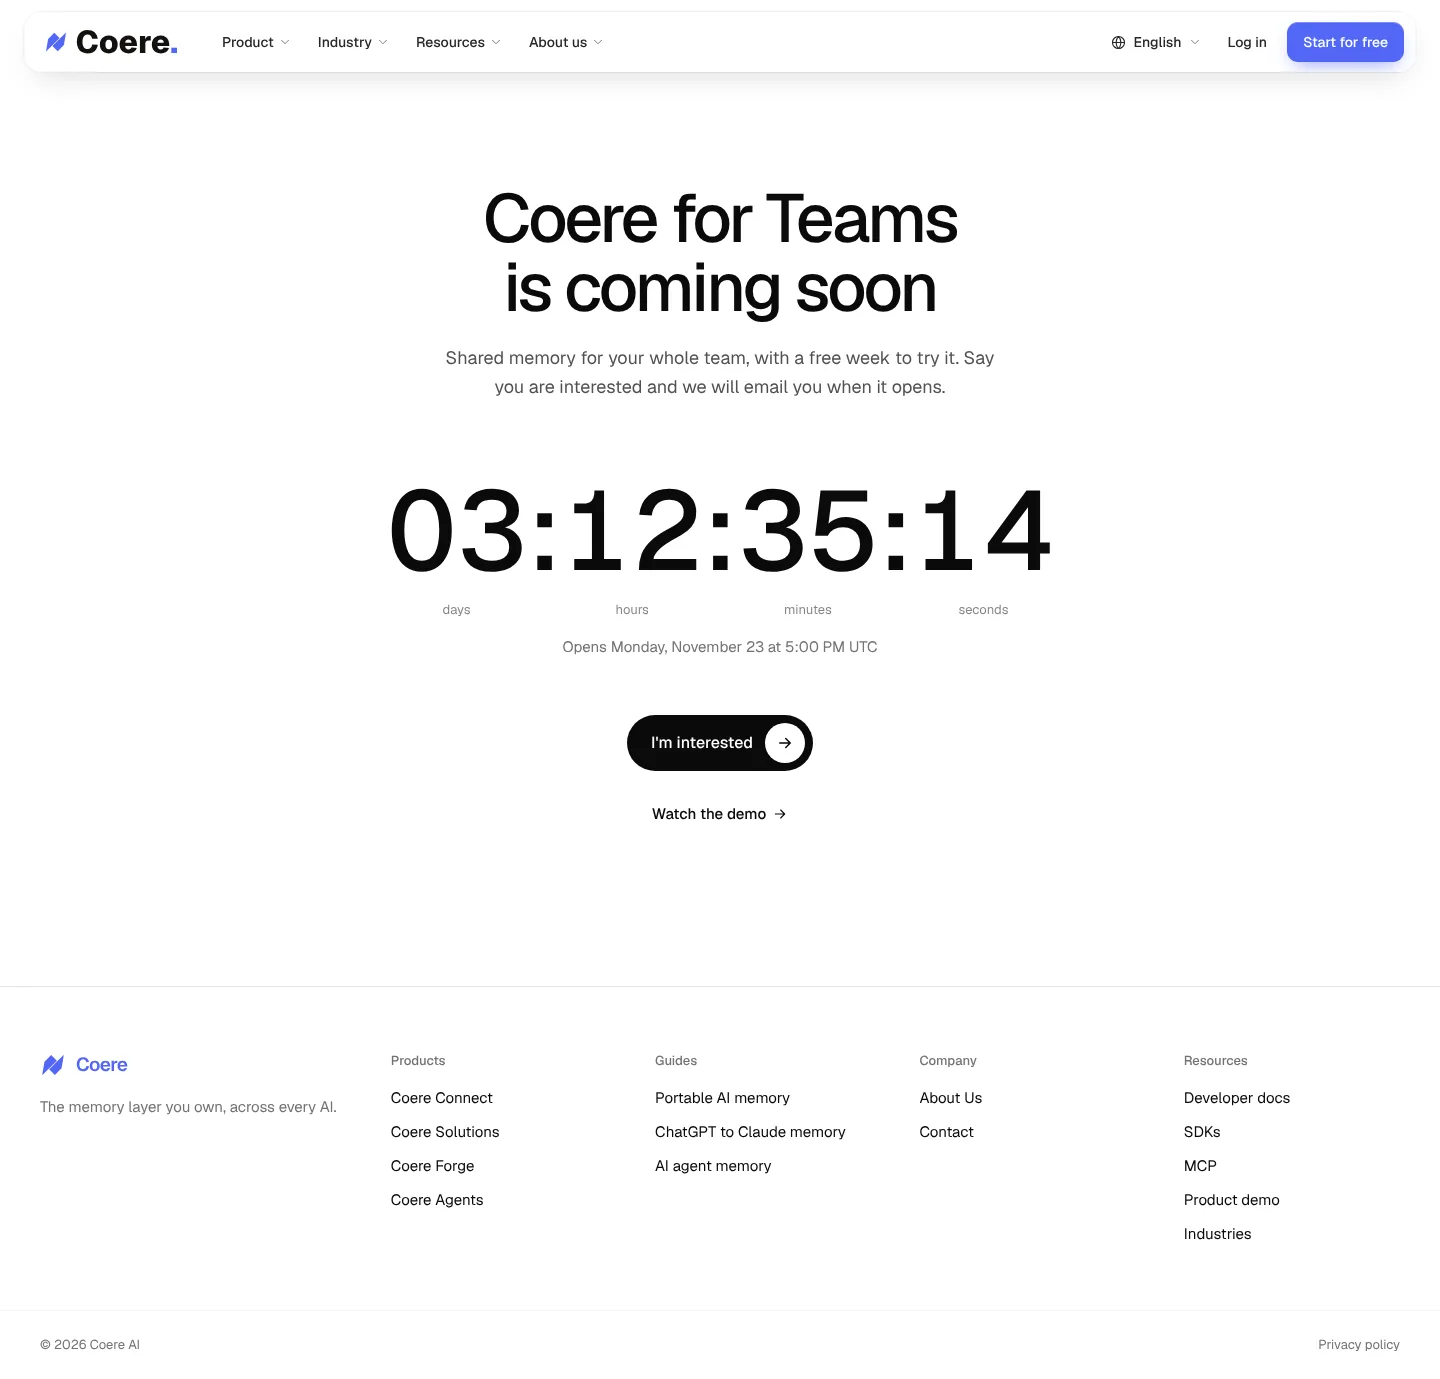 Coere.
Product
Industry
Resources
About us
English
Log in
Start for free
Coere for Teams
is coming soon
Shared memory for your whole team, with a free week to try it. Say
you are interested and we will email you when it opens.
03:12:35:14
days
hours
minutes
seconds
Opens Monday, November 23 at 5:00 PM UTC
I'm interested
Watch the demo
Coere
The memory layer you own, across every AI.
Products
Coere Connect
Coere Solutions
Coere Forge
Coere Agents
Guides
Portable AI memory
ChatGPT to Claude memory
AI agent memory
Company
About Us
Contact
Resources
Developer docs
SDKs
MCP
Product demo
Industries
© 2026 Coere AI
Privacy policy